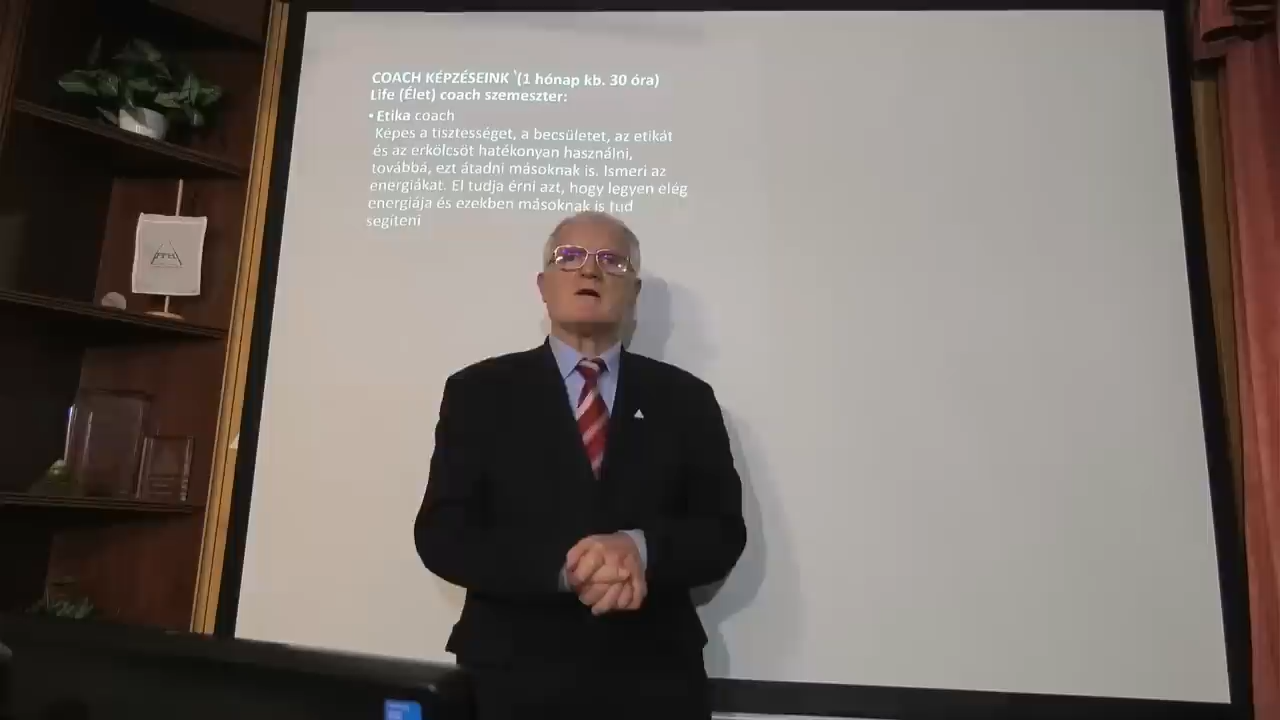 COACH KÉPZÉSEINK `(1 hónap kb. 30 óra)
Life (Élet) coach szemeszter:
• Etika coach
Képes a tisztességet, a becsületet, az etikát
és az erkölcsöt hatékonyan használni,
továbbá, ezt átadni másoknak is. Ismeri az
energiákat. El tudja érni azt, hogy legyen elég
energiája és ezekben másoknak is tud
segíteni